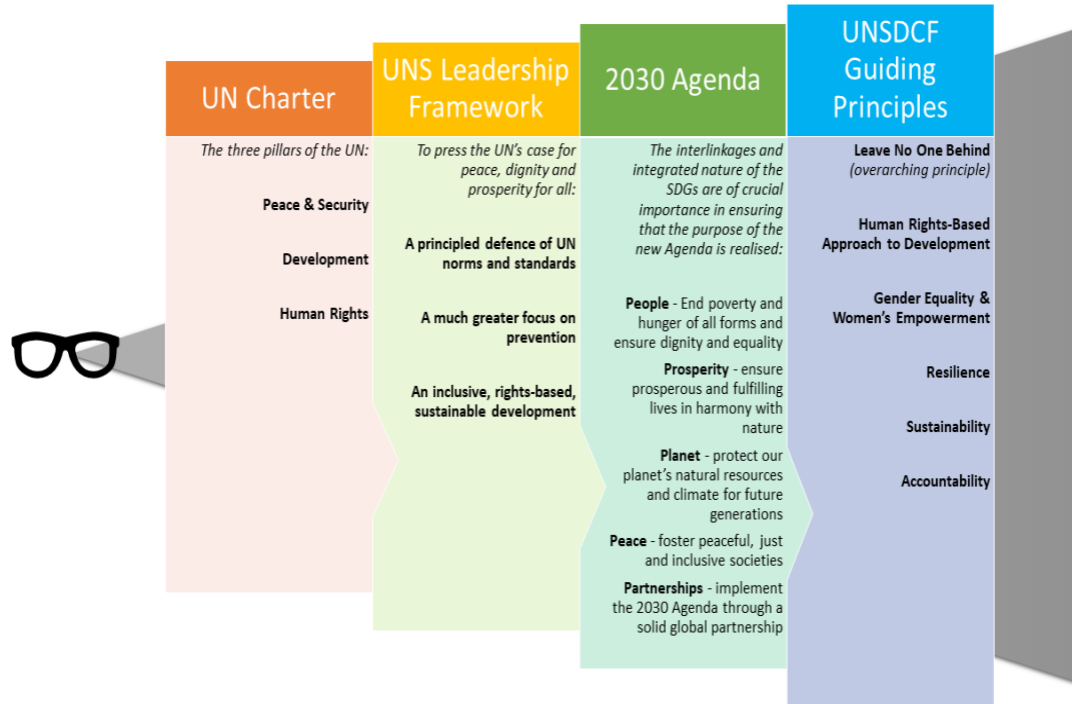 UN Charter
The three pillars of the UN:
Peace & Security
Development
Human Rights
UNS Leadership
Framework
To press the UN's case for
peace, dignity and
prosperity for all:
A principled defence of UN
norms and standards
A much greater focus on
prevention
An inclusive, rights-based,
sustainable development
2030 Agenda
The interlinkages and
integrated nature of the
SDGs are of crucial
importance in ensuring
that the purpose of the
new Agenda is realised:
People - End poverty and
hunger of all forms and
ensure dignity and equality
Prosperity - ensure
prosperous and fulfilling
lives in harmony with
nature
Planet - protect our
planet's natural resources
and climate for future
generations
Peace - foster peaceful, just
and inclusive societies
Partnerships - implement
the 2030 Agenda through a
solid global partnership
UNSDCF
Guiding
Principles
Leave No One Behind
(overarching principle)
Human Rights-Based
Approach to Development
Gender Equality &
Women's Empowerment
Resilience
Sustainability
Accountability